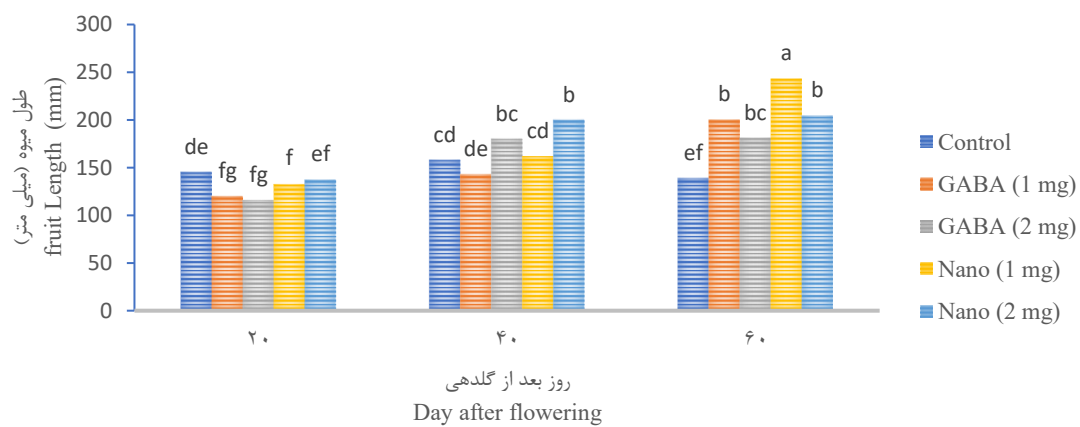 300
250
200
150
100
50
0
طول میوه (میلی متر)
fruit Length (mm)
de
fg
fg
f
ef
cd
de
bc
cd
b
ef
b
bc
a
b
۲۰
۴۰
۶۰
روز بعد از گلدهی
Day after flowering
Control
GABA (1 mg)
GABA (2 mg)
Nano (1 mg)
Nano (2 mg)